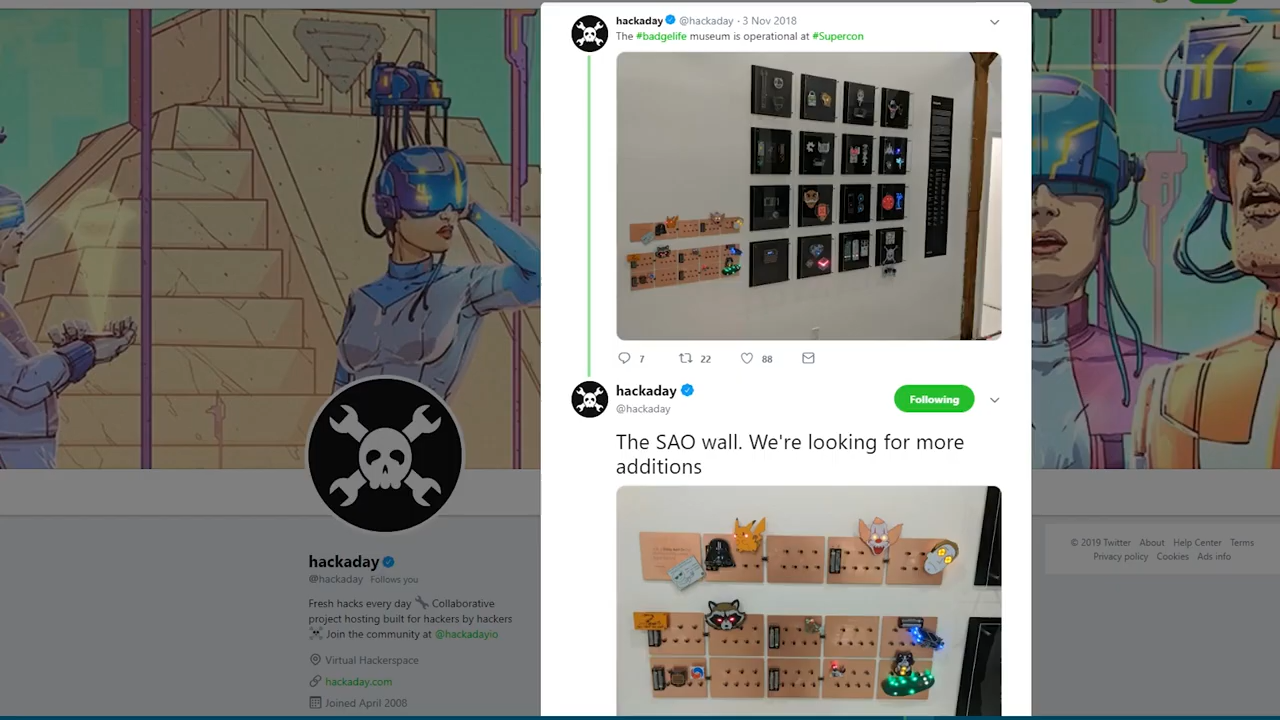 hackaday @hackaday · 3 Nov 2018
The #badgelife museum is operational at #Supercon
7 22 88
hackaday
@hackaday
Following
The SAO wall. We're looking for more
additions
hackaday
@hackaday Follows you
Fresh hacks every day Collaborative
project hosting built for hackers by hackers
Join the community at @hackadayio
Virtual Hackerspace
hackaday.com
Joined April 2008
© 2019 Twitter About Help Center Terms
Privacy policy Cookies Ads info